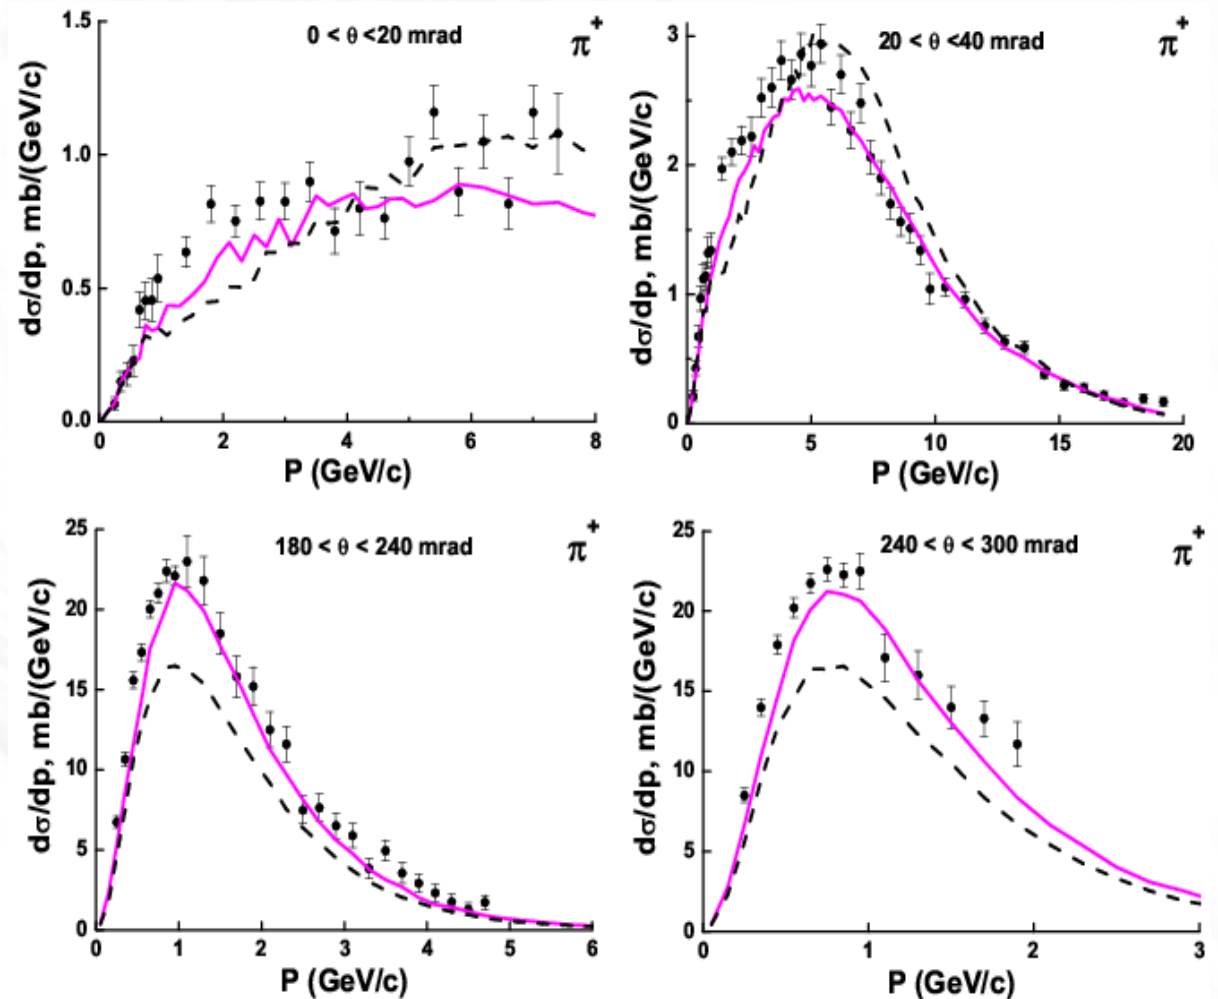 0 < θ <20 mrad
π+
dσ/dp, mb/(GeV/c)
1.5
1.0
0.5
0.0
0 2 4 6 8
P (GeV/c)
20 < θ <40 mrad
π+
dσ/dp, mb/(GeV/c)
3
2
1
0
0 5 10 15 20
P (GeV/c)
180 < θ < 240 mrad
π+
dσ/dp, mb/(GeV/c)
25
20
15
10
5
0
0 1 2 3 4 5 6
P (GeV/c)
240 < θ < 300 mrad
π+
dσ/dp, mb/(GeV/c)
25
20
15
10
5
0
0 1 2 3
P (GeV/c)